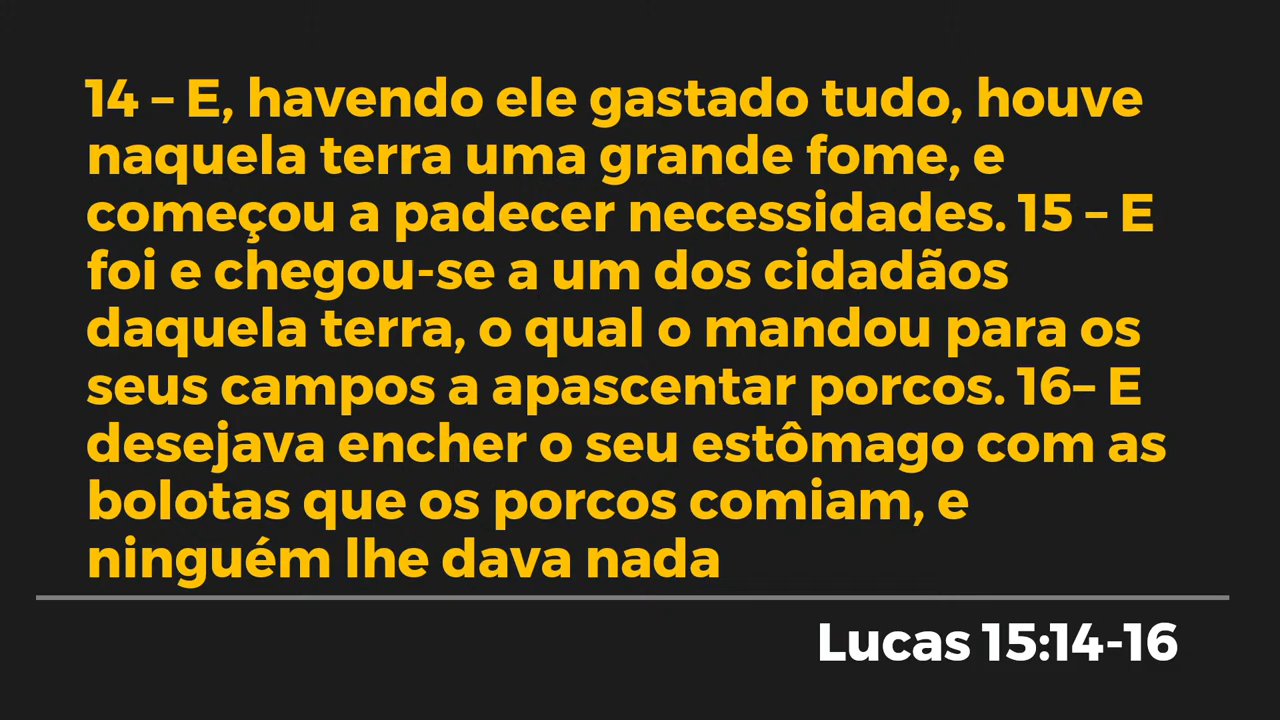 14 – E, havendo ele gastado tudo, houve
naquela terra uma grande fome, e
começou a padecer necessidades. 15 – E
foi e chegou-se a um dos cidadãos
daquela terra, o qual o mandou para os
seus campos a apascentar porcos. 16– E
desejava encher o seu estômago com as
bolotas que os porcos comiam, e
ninguém lhe dava nada
Lucas 15:14-16